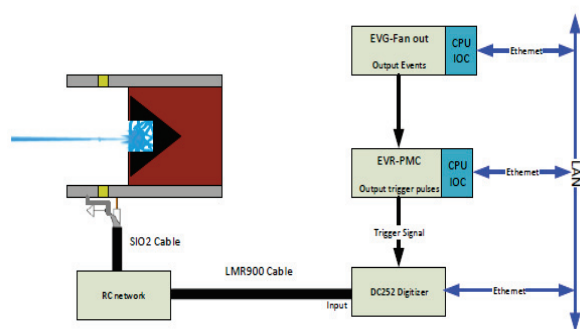 EVG-Fan out
Output Events
CPU
IOC
Ethernet
EVR-PMC
Output trigger pulses
CPU
IOC
Ethernet
LAN
Trigger Signal
SIO2 Cable
LMR900 Cable
RC network
Input
DC252 Digitizer
Ethernet